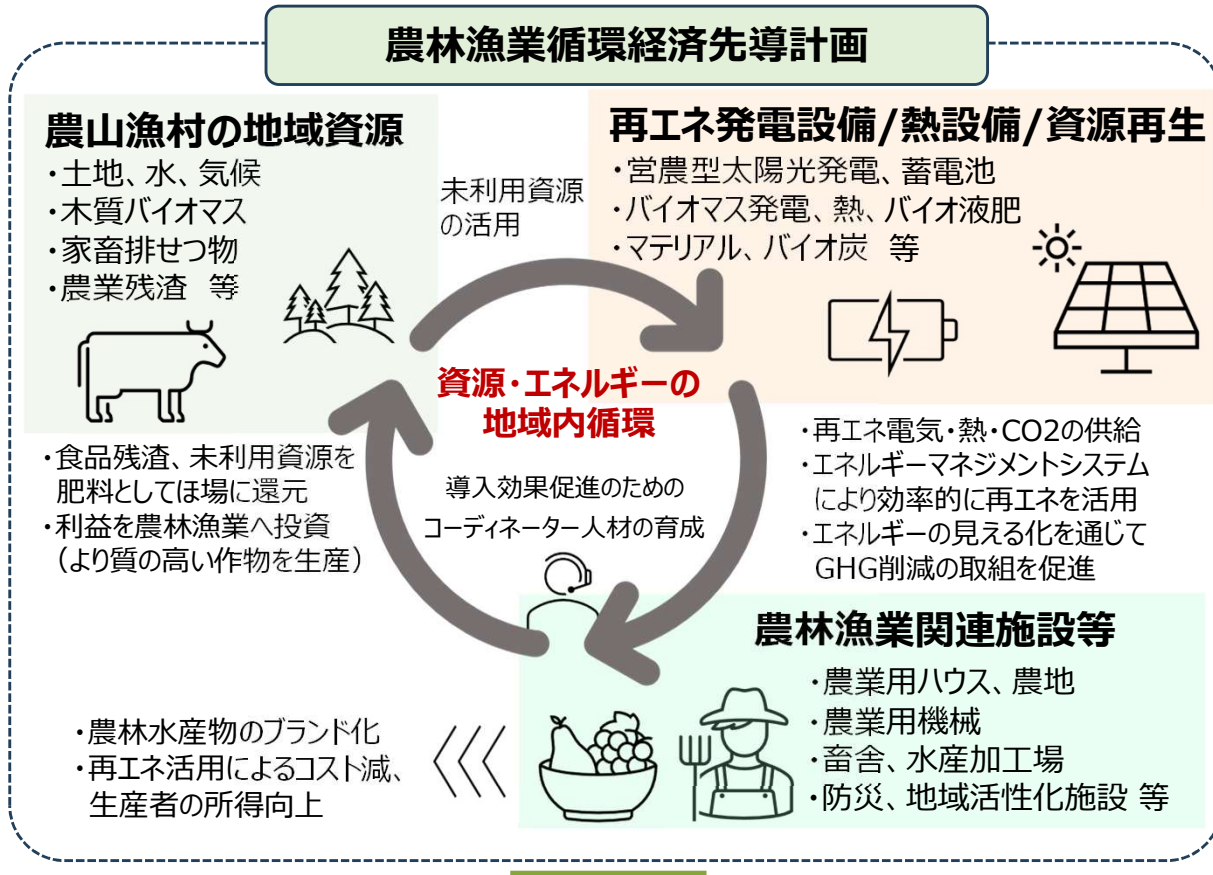 農林漁業循環経済先導計画
農山漁村の地域資源
・土地、水、気候
・木質バイオマス
・家畜排せつ物
・農業残渣 等
未利用資源
の活用
再エネ発電設備/熱設備/資源再生
・営農型太陽光発電、蓄電池
・バイオマス発電、熱、バイオ液肥
・マテリアル、バイオ炭 等
資源・エネルギーの
地域内循環
導入効果促進のための
コーディネーター人材の育成
・再エネ電気・熱・CO2の供給
・エネルギーマネジメントシステム
により効率的に再エネを活用
・エネルギーの見える化を通じて
GHG削減の取組を促進
・食品残渣、未利用資源を
肥料としてほ場に還元
・利益を農林漁業へ投資
（より質の高い作物を生産）
農林漁業関連施設等
・農業用ハウス、農地
・農業用機械
・畜舎、水産加工場
・防災、地域活性化施設 等
・農林水産物のブランド化
・再エネ活用によるコスト減、
生産者の所得向上